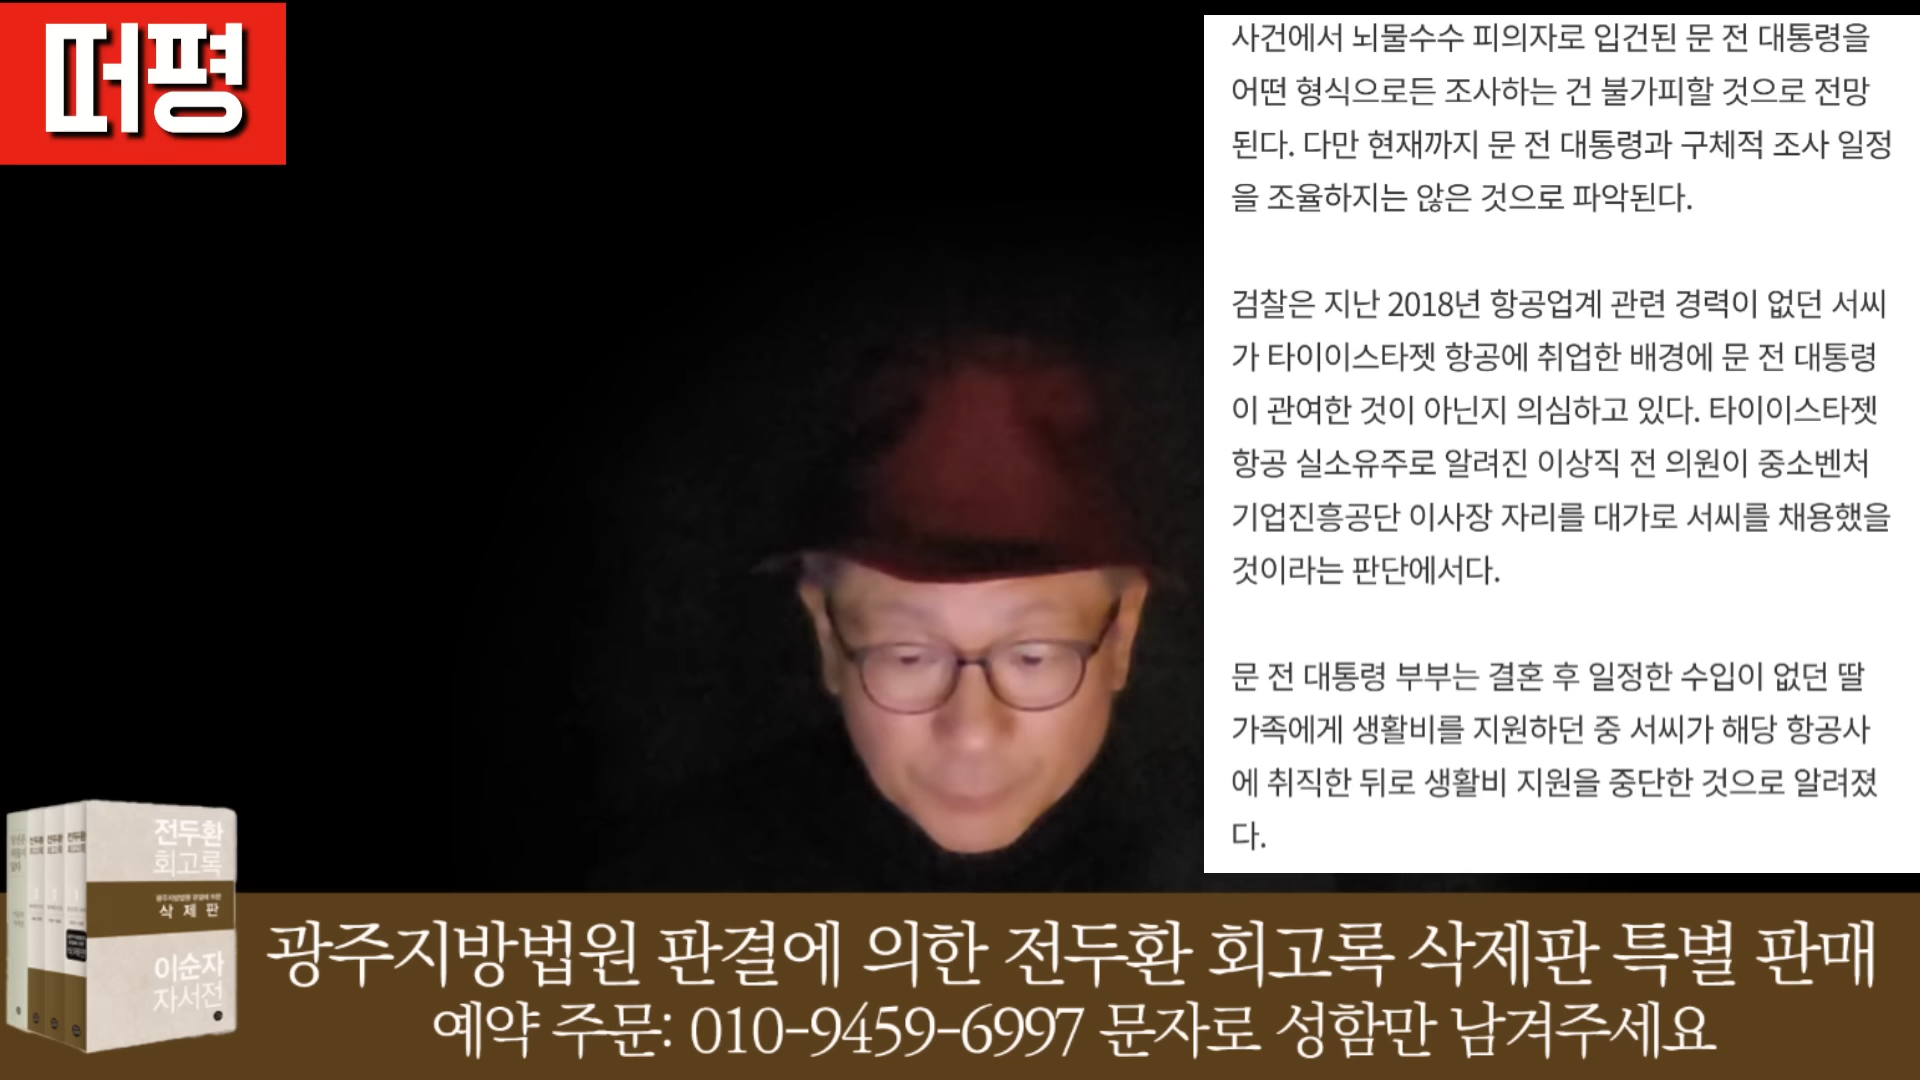 떠평
사건에서 뇌물수수 피의자로 입건된 문 전 대통령을
어떤 형식으로든 조사하는 건 불가피할 것으로 전망
된다. 다만 현재까지 문 전 대통령과 구체적 조사 일정
을 조율하지는 않은 것으로 파악된다.
검찰은 지난 2018년 항공업계 관련 경력이 없던 서씨
가 타이이스타젯 항공에 취업한 배경에 문 전 대통령
이 관여한 것이 아닌지 의심하고 있다. 타이이스타젯
항공 실소유주로 알려진 이상직 전 의원이 중소벤처
기업진흥공단 이사장 자리를 대가로 서씨를 채용했을
것이라는 판단에서다.
문 전 대통령 부부는 결혼 후 일정한 수입이 없던 딸
가족에게 생활비를 지원하던 중 서씨가 해당 항공사
에 취직한 뒤로 생활비 지원을 중단한 것으로 알려졌
다.
전두환
회고록
삭제판
이순자
자서전
광주지방법원 판결에 의한 전두환 회고록 삭제판 특별 판매
예약 주문: 010-9459-6997 문자로 성함만 남겨주세요